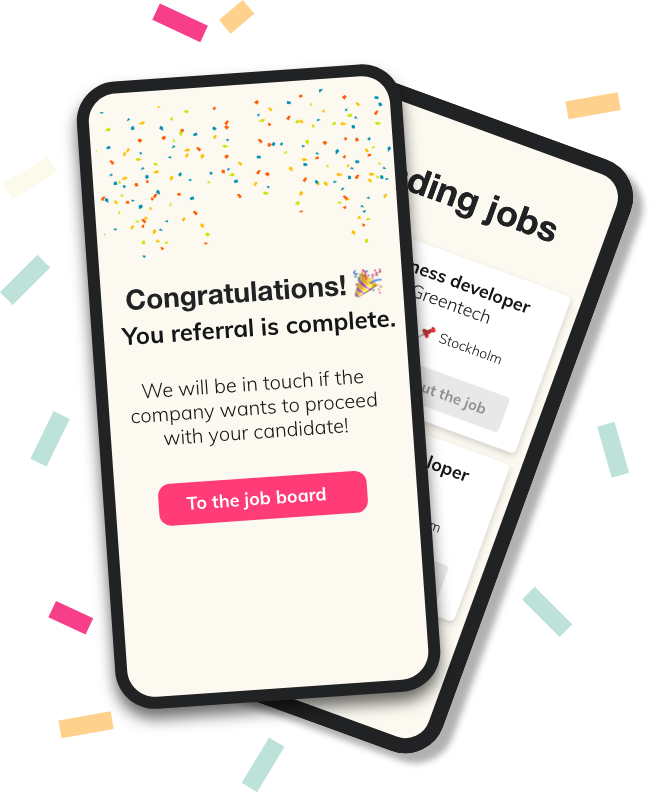 Congratulations!
You referral is complete.
We will be in touch if the
company wants to proceed
with your candidate!
To the job board
ding jobs
ness developer
Greentech
Stockholm
ut the job
loper
m